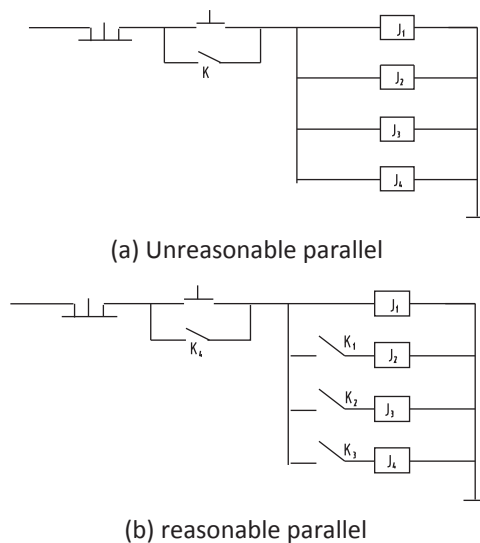 J₁
K
J₂
J₃
J₄
(a) Unreasonable parallel
J₁
K₄
K₁
J₂
K₂
J₃
K₃
J₄
(b) reasonable parallel